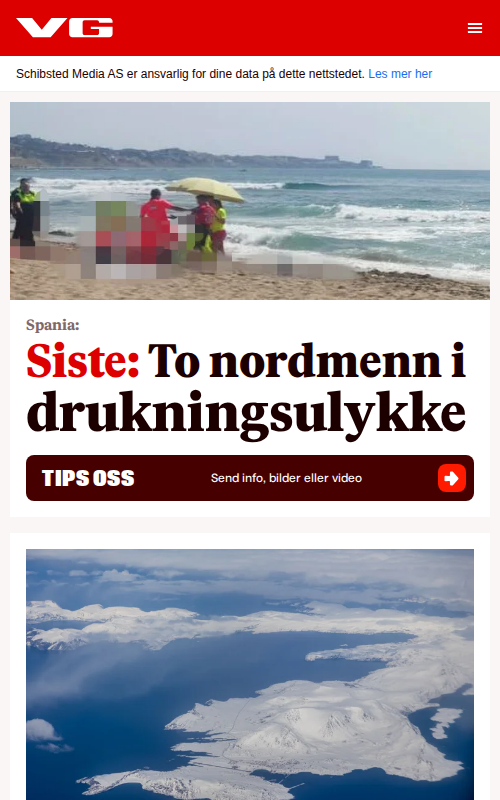 VG
Schibsted Media AS er ansvarlig for dine data på dette nettstedet. Les mer her
Spania:
Siste: To nordmenn i
drukningsulykke
TIPS OSS
Send info, bilder eller video